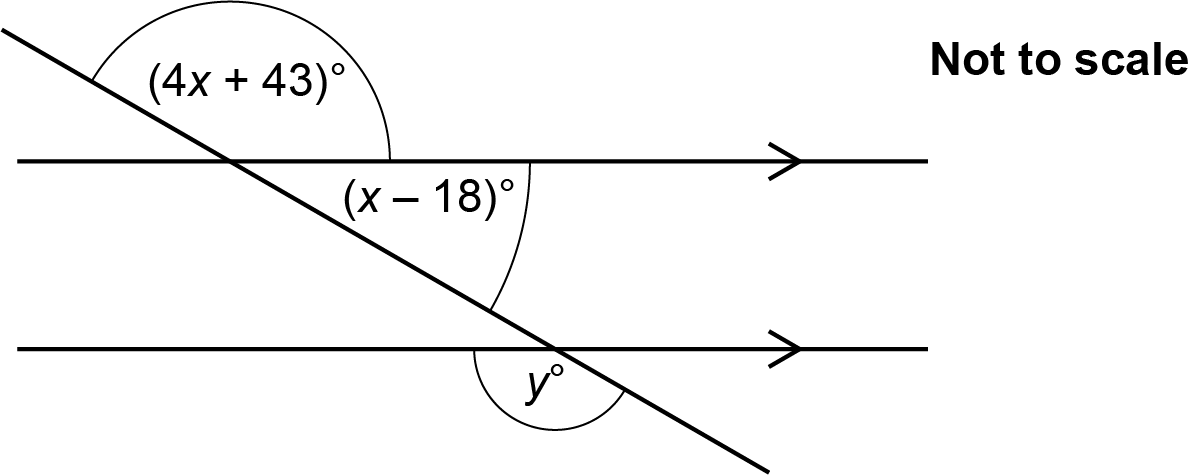 Not to scale
(4x + 43)°
(x – 18)°
y°